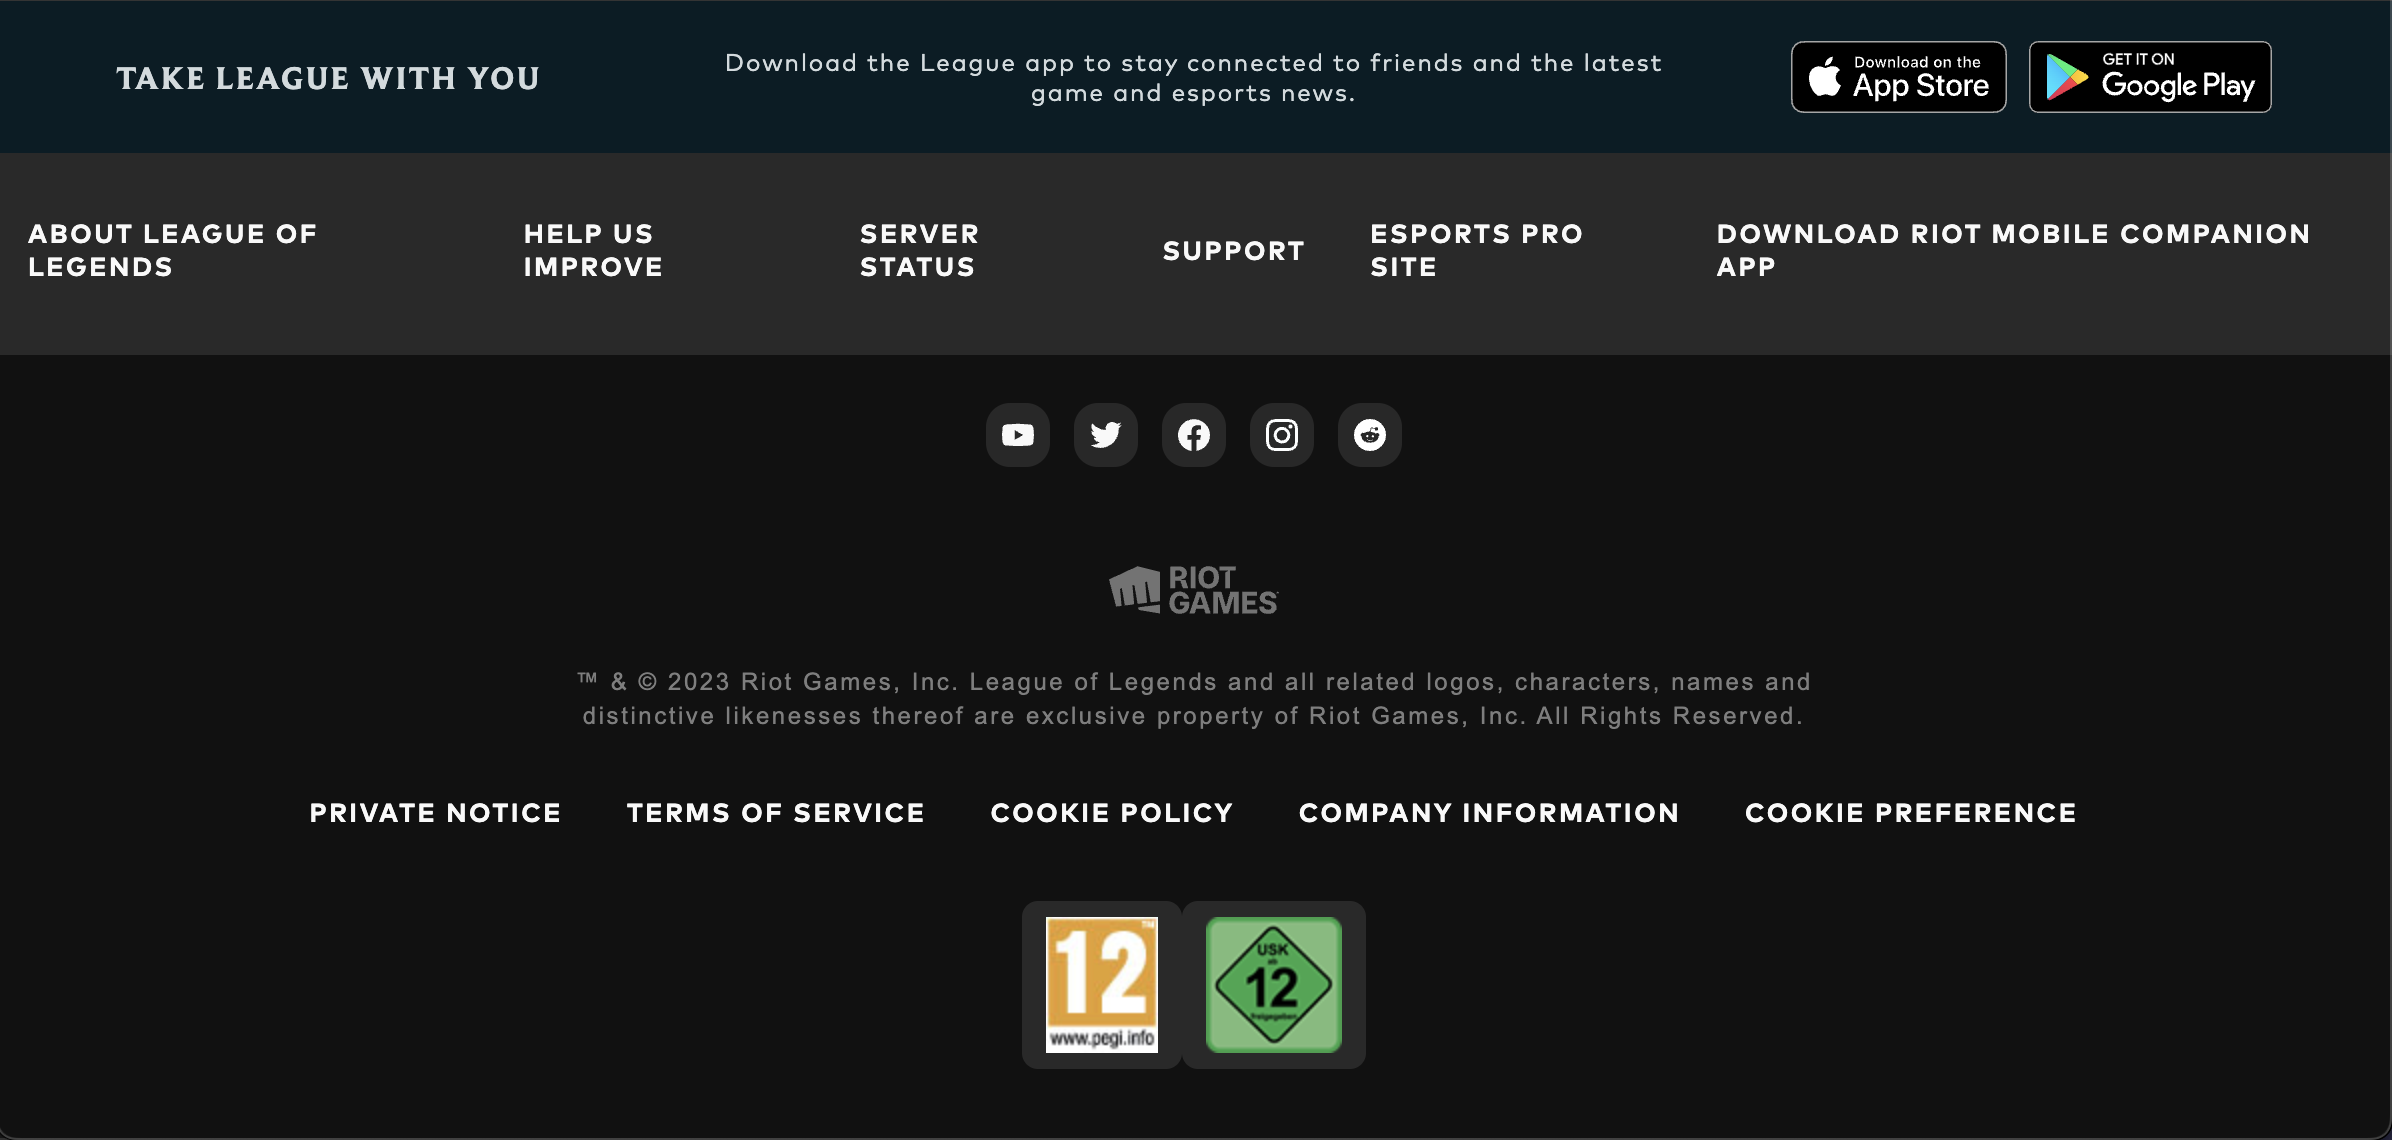 TAKE LEAGUE WITH YOU
Download the League app to stay connected to friends and the latest
game and esports news.
Download on the
App Store
GET IT ON
Google Play
ABOUT LEAGUE OF
LEGENDS
HELP US
IMPROVE
SERVER
STATUS
SUPPORT
ESPORTS PRO
SITE
DOWNLOAD RIOT MOBILE COMPANION
APP
RIOT
GAMES
™ & © 2023 Riot Games, Inc. League of Legends and all related logos, characters, names and
distinctive likenesses thereof are exclusive property of Riot Games, Inc. All Rights Reserved.
PRIVATE NOTICE
TERMS OF SERVICE
COOKIE POLICY
COMPANY INFORMATION
COOKIE PREFERENCE
12™
www.pegi.info
USK
ab
12
freigegeben